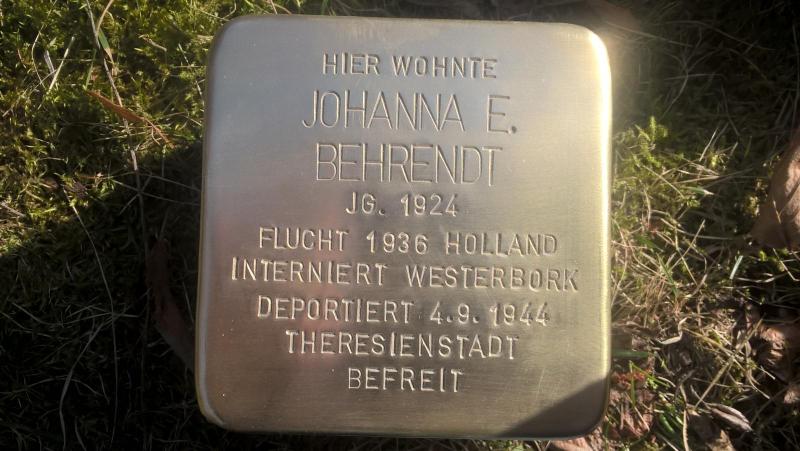 HIER WOHNTE
JOHANNA E.
BEHRENDT
JG. 1924
FLUCHT 1936 HOLLAND
INTERNIERT WESTERBORK
DEPORTIERT 4.9. 1944
THERESIENSTADT
BEFREIT